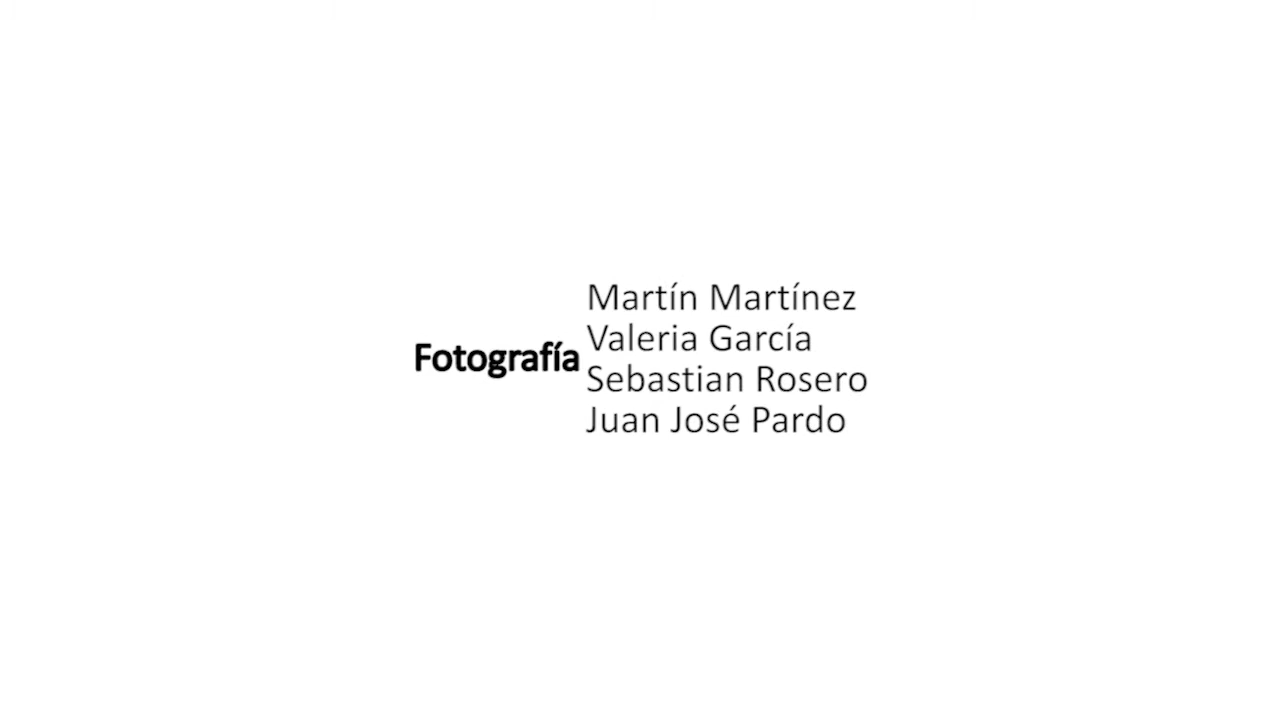 Martín Martínez
Valeria García
Fotografía
Sebastian Rosero
Juan José Pardo